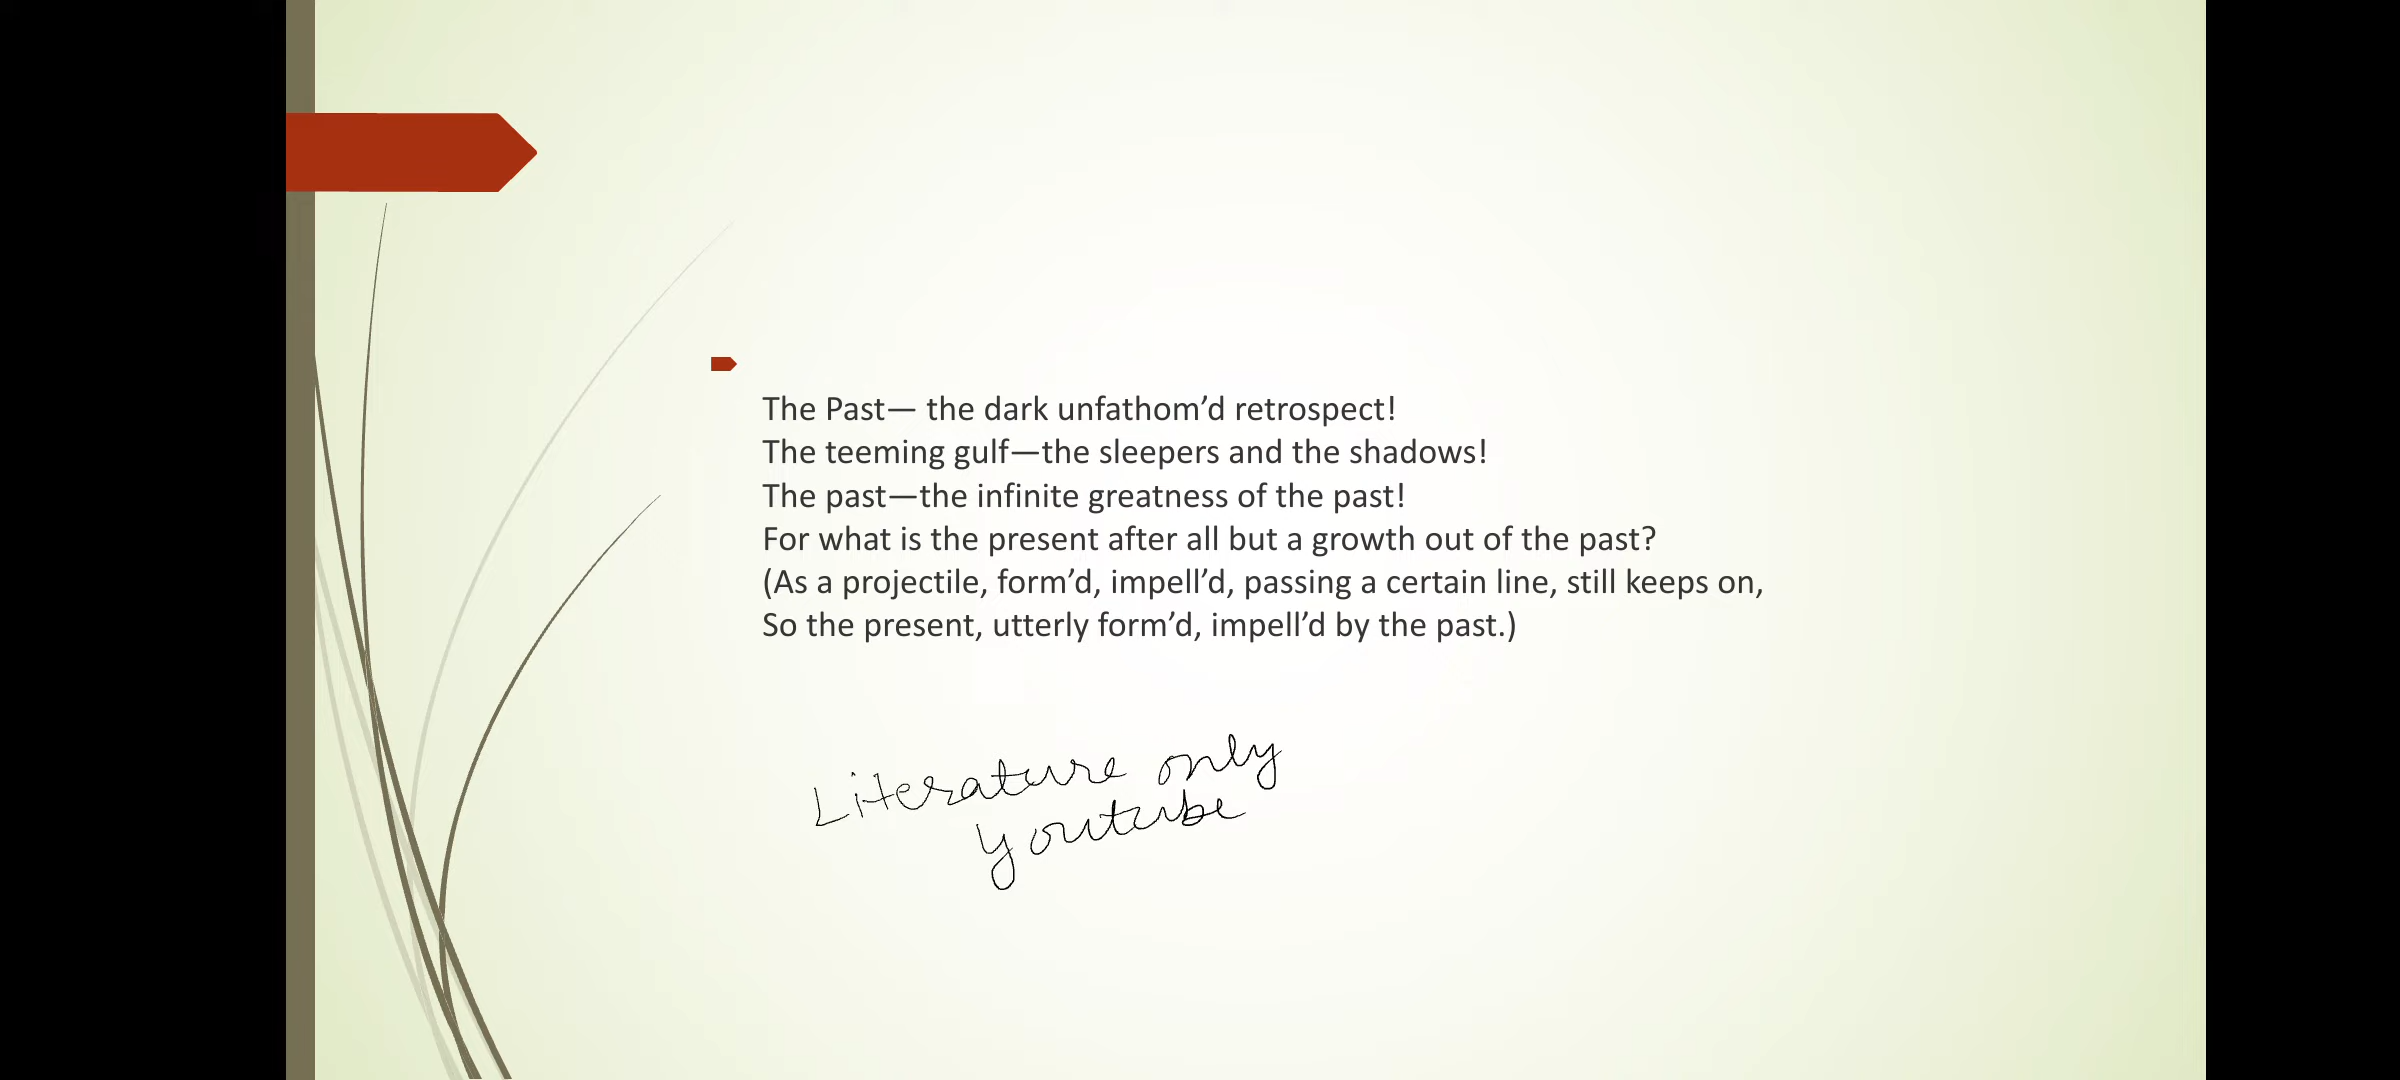 The Past— the dark unfathom’d retrospect!
The teeming gulf—the sleepers and the shadows!
The past—the infinite greatness of the past!
For what is the present after all but a growth out of the past?
(As a projectile, form’d, impell’d, passing a certain line, still keeps on,
So the present, utterly form’d, impell’d by the past.)
Literature only
youtube